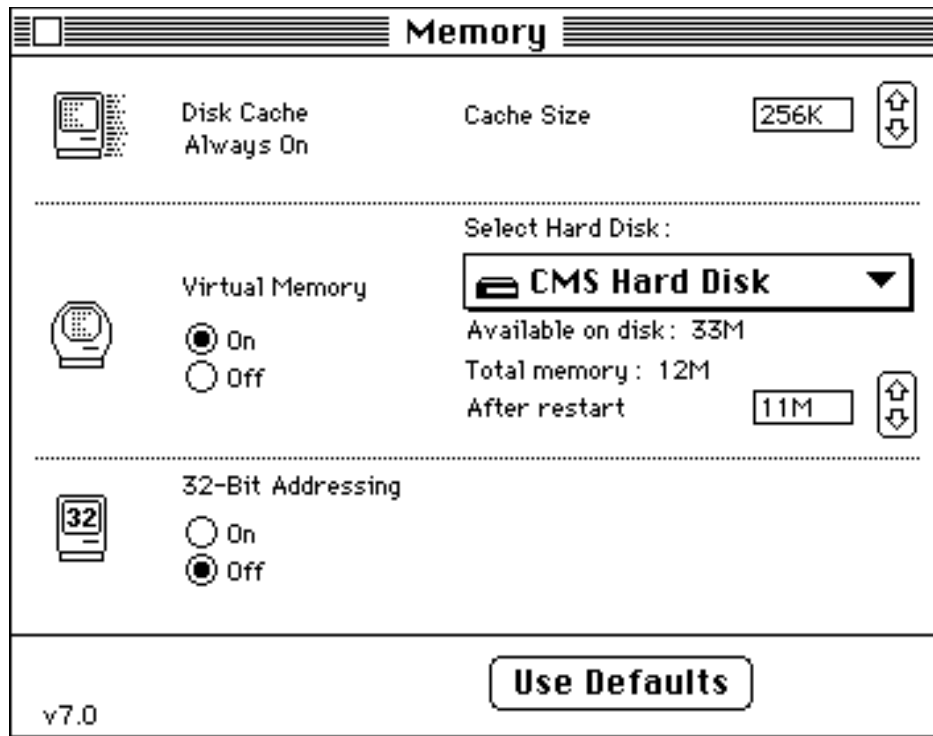 Memory
Disk Cache
Always On
Cache Size
256K
Select Hard Disk:
CMS Hard Disk
Virtual Memory
On
Off
Available on disk: 33M
Total memory: 12M
After restart
11M
32-Bit Addressing
32
On
Off
Use Defaults
v7.0